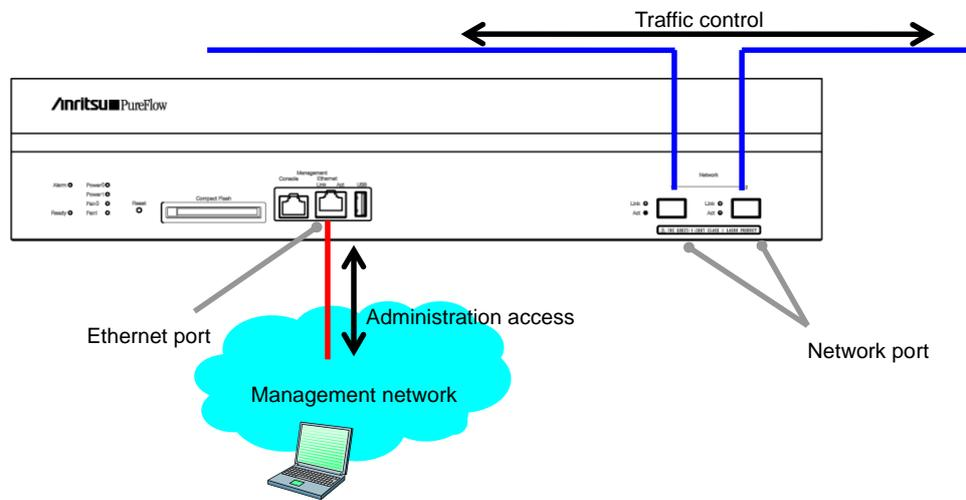 Traffic control
Anritsu PureFlow
Management
Console Ethernet
Link Act USB
Alarm Power0
Power1
Fan0
Ready Fan1
Reset
Compact Flash
Network
Link Link
Act Act
Ethernet port
Administration access
Network port
Management network